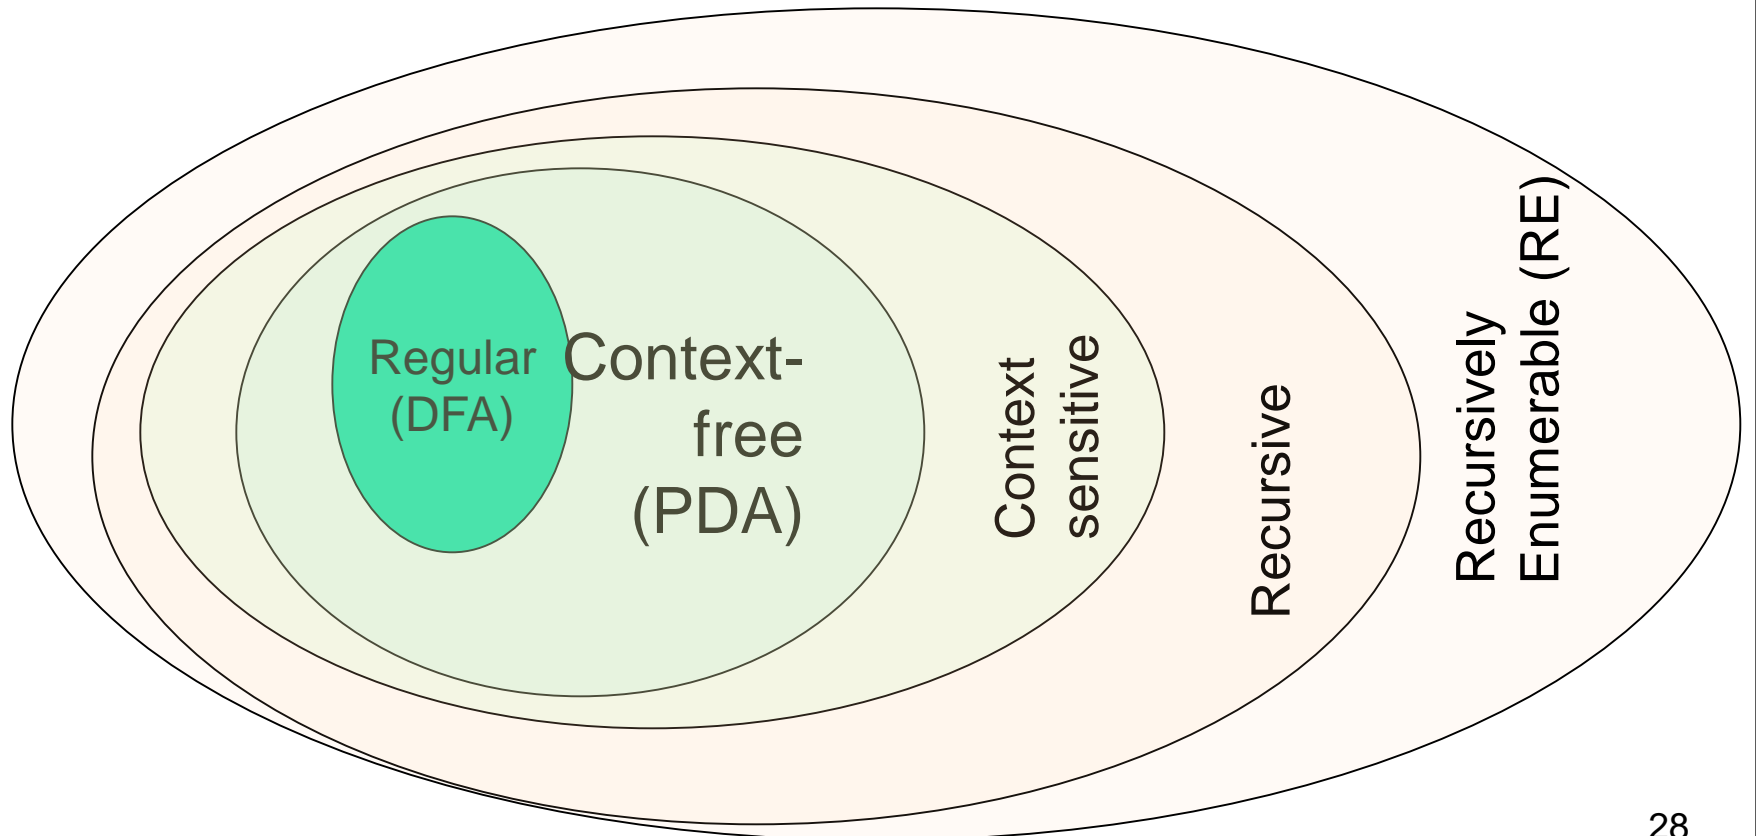 Regular
(DFA)
Context-
free
(PDA)
Context
sensitive
Recursive
Recursively
Enumerable (RE)
28